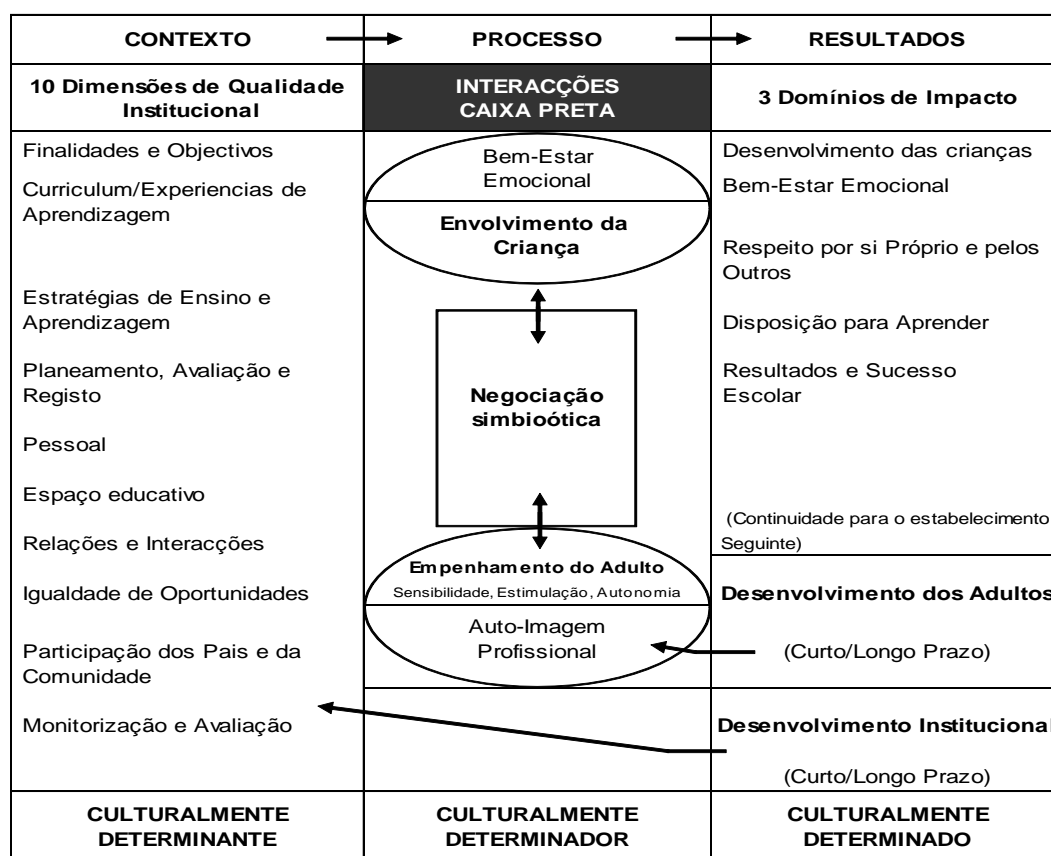 CONTEXTO
PROCESSO
RESULTADOS
10 Dimensões de Qualidade
Institucional
INTERACÇÕES
CAIXA PRETA
3 Domínios de Impacto
Finalidades e Objectivos
Curriculum/Experiencias de
Aprendizagem
Estratégias de Ensino e
Aprendizagem
Planeamento, Avaliação e
Registo
Pessoal
Espaço educativo
Relações e Interacções
Igualdade de Oportunidades
Participação dos Pais e da
Comunidade
Monitorização e Avaliação
Bem-Estar
Emocional
Envolvimento da
Criança
Negociação
simbioótica
Empenhamento do Adulto
Sensibilidade, Estimulação, Autonomia
Auto-Imagem
Profissional
Desenvolvimento das crianças
Bem-Estar Emocional
Respeito por si Próprio e pelos
Outros
Disposição para Aprender
Resultados e Sucesso
Escolar
(Continuidade para o estabelecimento
Seguinte)
Desenvolvimento dos Adultos
(Curto/Longo Prazo)
Desenvolvimento Institucional
(Curto/Longo Prazo)
CULTURALMENTE
DETERMINANTE
CULTURALMENTE
DETERMINADOR
CULTURALMENTE
DETERMINADO